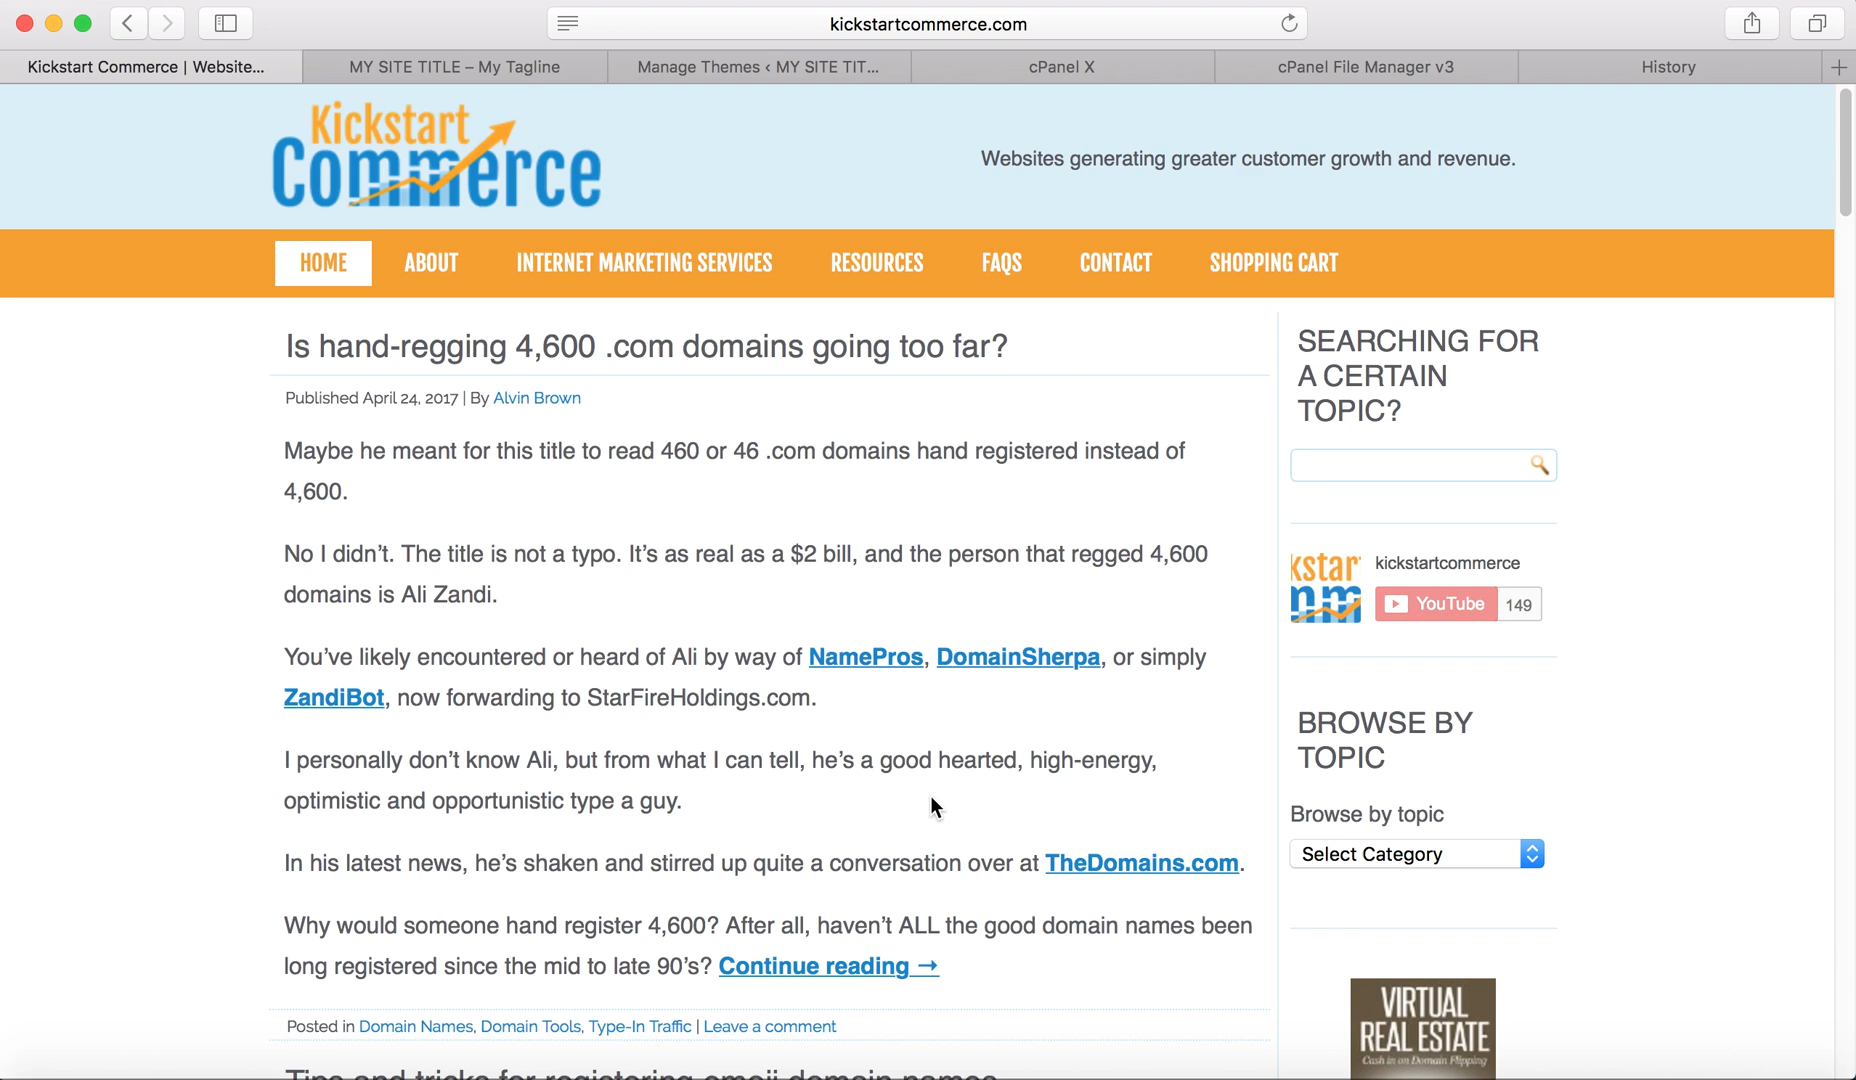 kickstartcommerce.com
Kickstart Commerce | Website...
MY SITE TITLE – My Tagline
Manage Themes ‹ MY SITE TIT...
cPanel X
cPanel File Manager v3
History
Kickstart
Commerce
Websites generating greater customer growth and revenue.
HOME
ABOUT
INTERNET MARKETING SERVICES
RESOURCES
FAQS
CONTACT
SHOPPING CART
Is hand-regging 4,600 .com domains going too far?
Published April 24, 2017 | By Alvin Brown
Maybe he meant for this title to read 460 or 46 .com domains hand registered instead of
4,600.
No I didn’t. The title is not a typo. It’s as real as a $2 bill, and the person that regged 4,600
domains is Ali Zandi.
You’ve likely encountered or heard of Ali by way of NamePros, DomainSherpa, or simply
ZandiBot, now forwarding to StarFireHoldings.com.
I personally don’t know Ali, but from what I can tell, he’s a good hearted, high-energy,
optimistic and opportunistic type a guy.
In his latest news, he’s shaken and stirred up quite a conversation over at TheDomains.com.
Why would someone hand register 4,600? After all, haven’t ALL the good domain names been
long registered since the mid to late 90’s? Continue reading →
Posted in Domain Names, Domain Tools, Type-In Traffic | Leave a comment
Tips and tricks for registering emoji domain names
SEARCHING FOR
A CERTAIN
TOPIC?
kstar
kickstartcommerce
YouTube 149
BROWSE BY
TOPIC
Browse by topic
Select Category
VIRTUAL
REAL ESTATE
Cash in on Domain Flipping